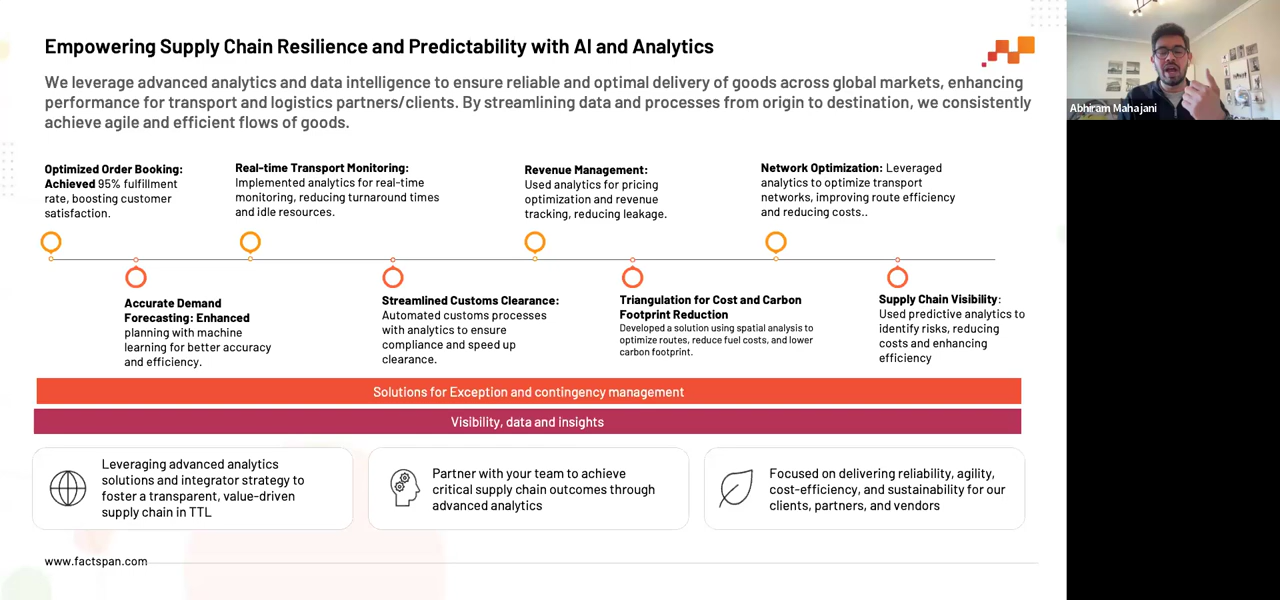 Empowering Supply Chain Resilience and Predictability with AI and Analytics
We leverage advanced analytics and data intelligence to ensure reliable and optimal delivery of goods across global markets, enhancing
performance for transport and logistics partners/clients. By streamlining data and processes from origin to destination, we consistently
achieve agile and efficient flows of goods.
Optimized Order Booking:
Achieved 95% fulfillment
rate, boosting customer
satisfaction.
Real-time Transport Monitoring:
Implemented analytics for real-time
monitoring, reducing turnaround times
and idle resources.
Revenue Management:
Used analytics for pricing
optimization and revenue
tracking, reducing leakage.
Network Optimization: Leveraged
analytics to optimize transport
networks, improving route efficiency
and reducing costs..
Accurate Demand
Forecasting: Enhanced
planning with machine
learning for better accuracy
and efficiency.
Streamlined Customs Clearance:
Automated customs processes
with analytics to ensure
compliance and speed up
clearance.
Triangulation for Cost and Carbon
Footprint Reduction
Developed a solution using spatial analysis to
optimize routes, reduce fuel costs, and lower
carbon footprint.
Supply Chain Visibility:
Used predictive analytics to
identify risks, reducing
costs and enhancing
efficiency
Solutions for Exception and contingency management
Visibility, data and insights
Leveraging advanced analytics
solutions and integrator strategy to
foster a transparent, value-driven
supply chain in TTL
Partner with your team to achieve
critical supply chain outcomes through
advanced analytics
Focused on delivering reliability, agility,
cost-efficiency, and sustainability for our
clients, partners, and vendors
www.factspan.com
Abhiram Mahajani